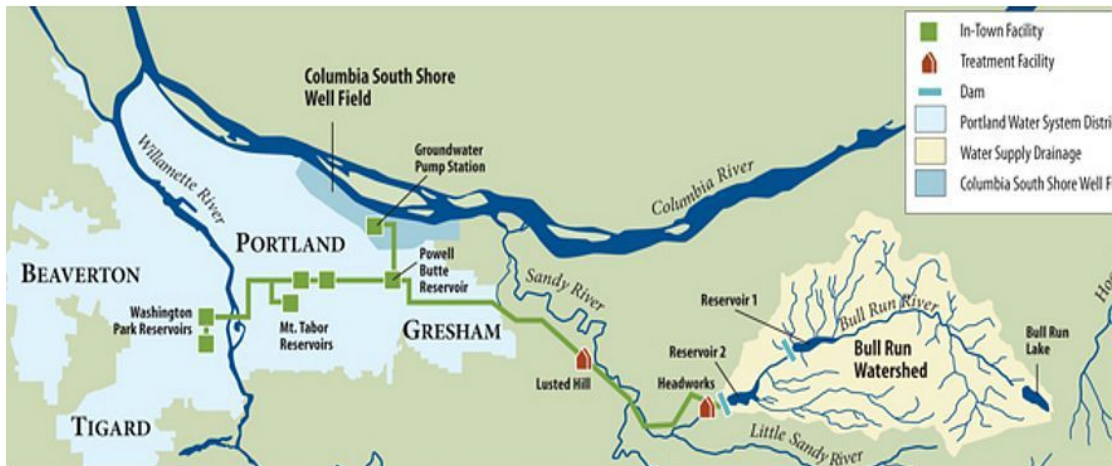 In-Town Facility
Treatment Facility
Dam
Portland Water System Distri
Water Supply Drainage
Columbia South Shore Well F
Columbia South Shore
Well Field
Groundwater
Pump Station
Willamette River
Columbia River
PORTLAND
BEAVERTON
Powell
Butte
Reservoir
Sandy River
Washington
Park Reservoirs
Mt. Tabor
Reservoirs
GRESHAM
Reservoir 1
Bull Run River
Bull Run
Lake
Bull Run
Watershed
Reservoir 2
Lusted Hill
Headworks
TIGARD
Little Sandy River
Ho